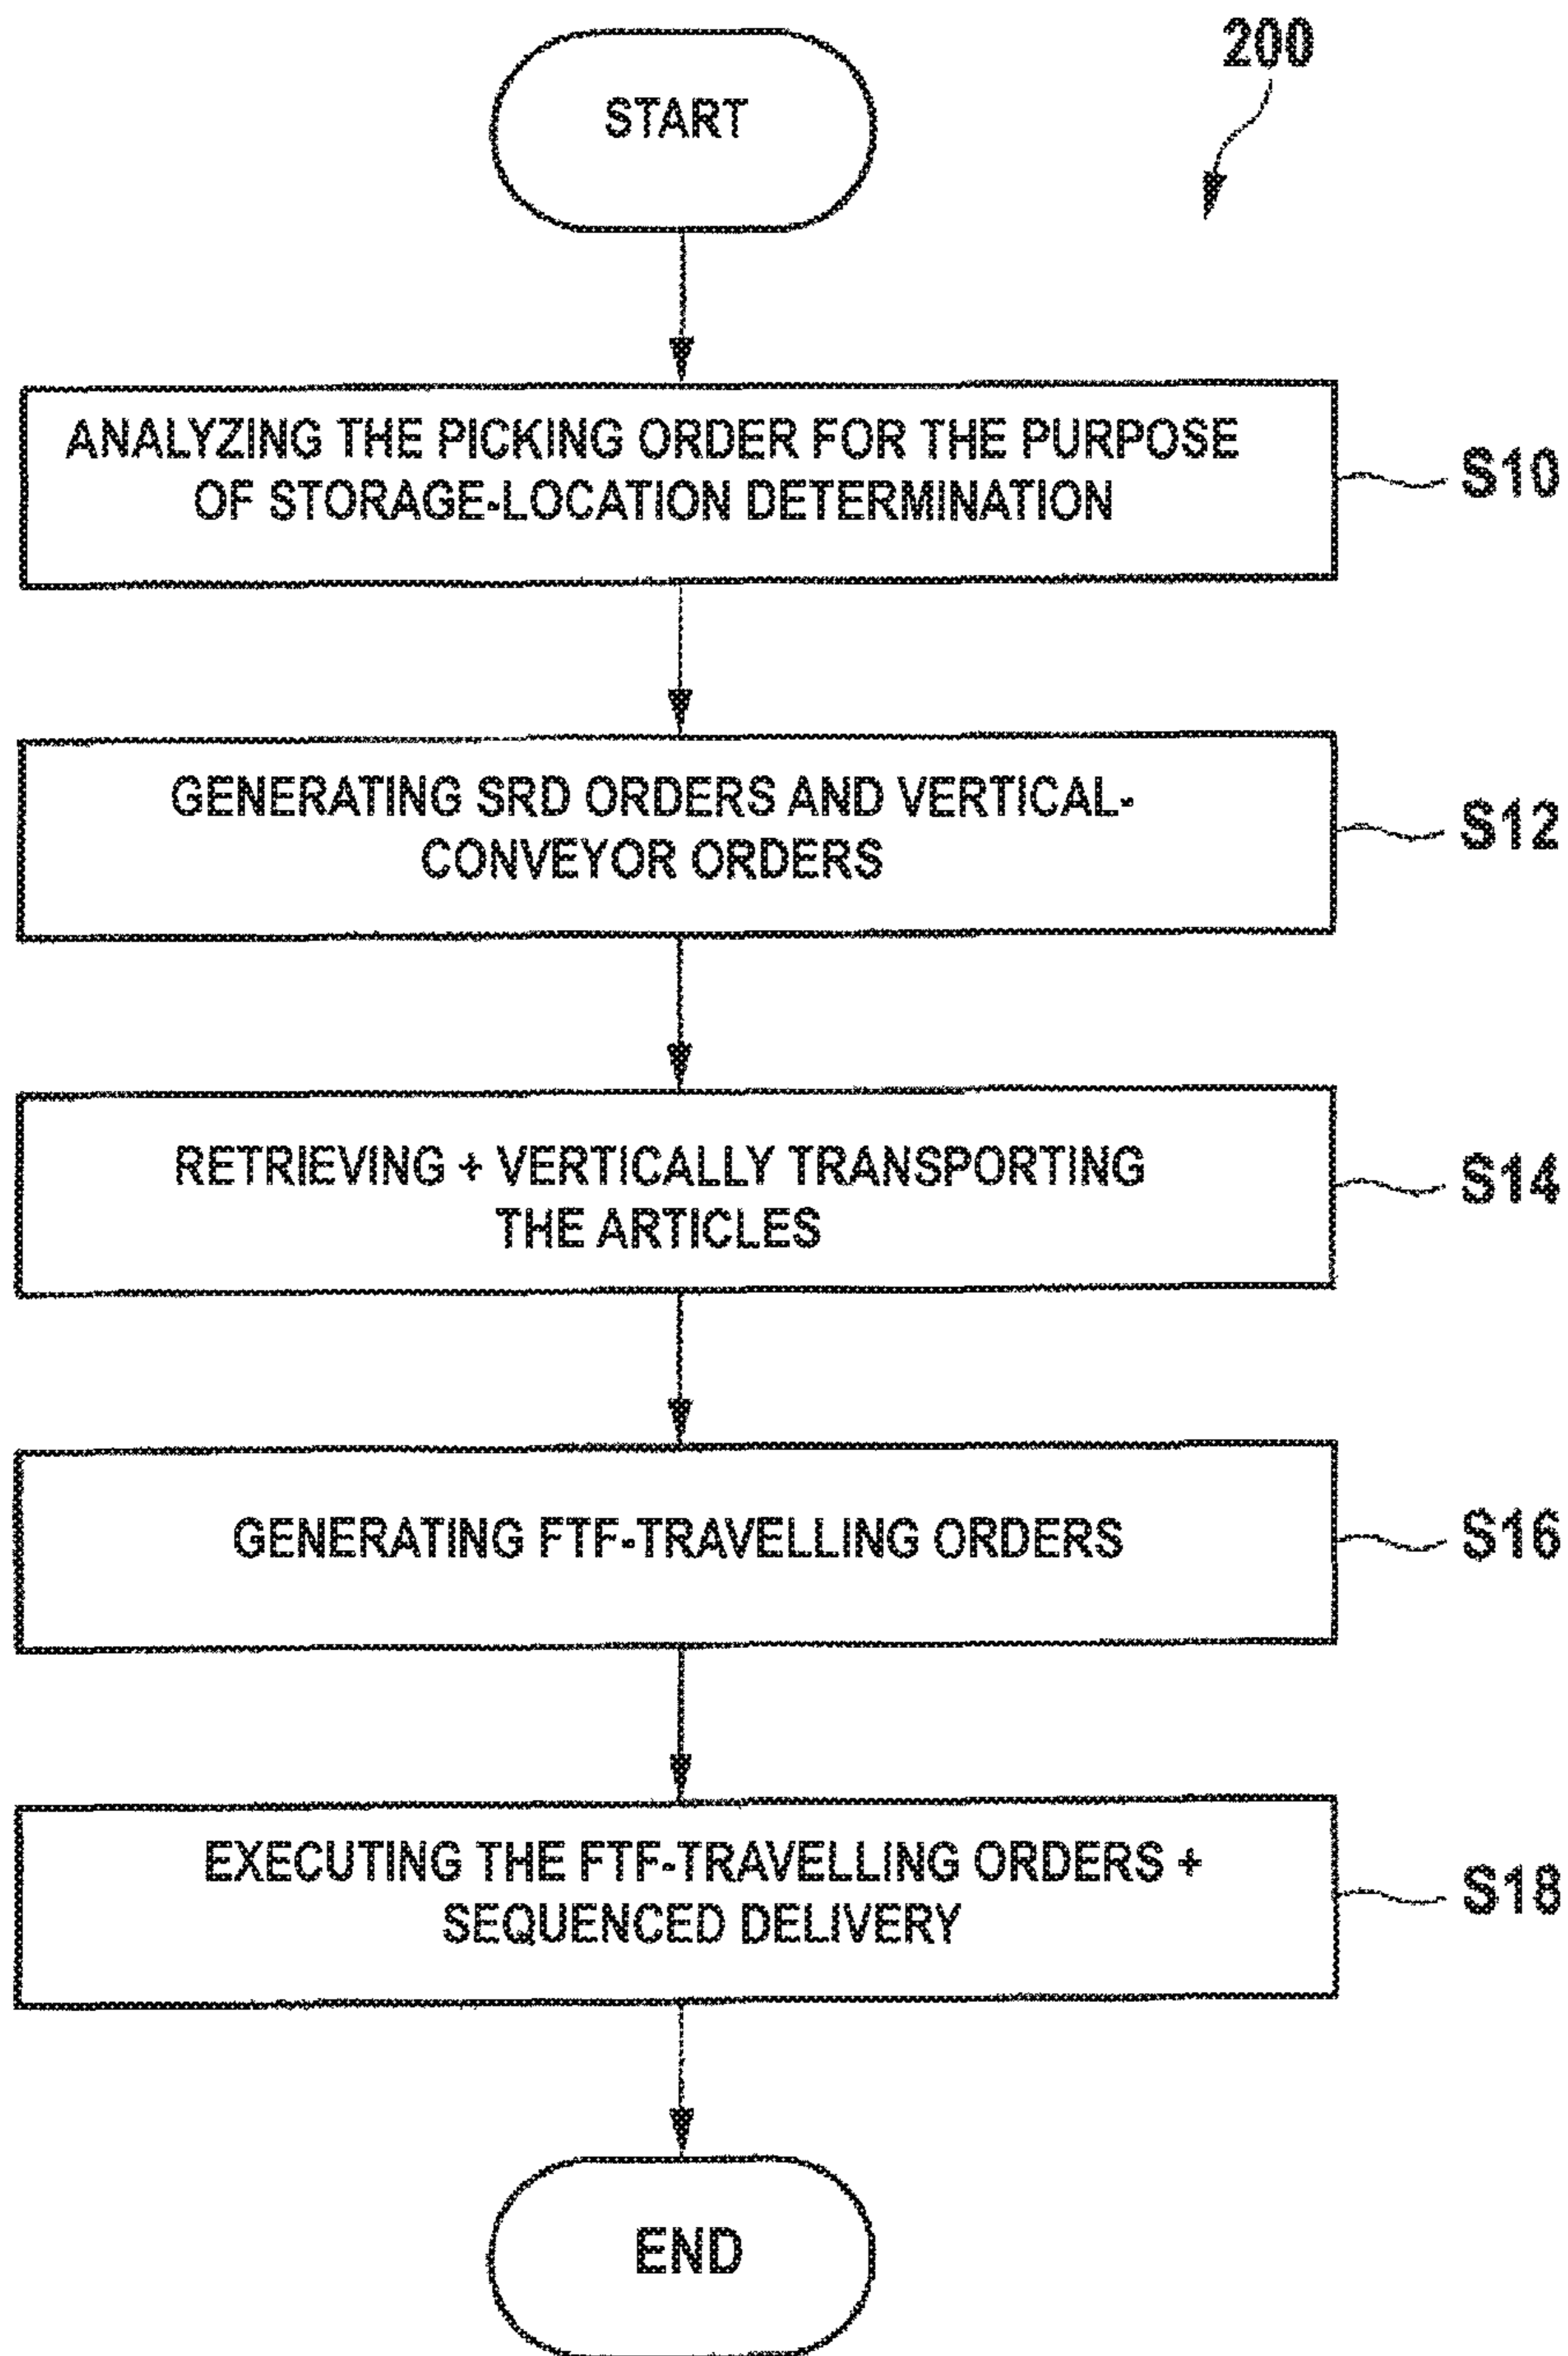 200
START
ANALYZING THE PICKING ORDER FOR THE PURPOSE
OF STORAGE-LOCATION DETERMINATION
S10
GENERATING SRD ORDERS AND VERTICAL-
CONVEYOR ORDERS
S12
RETRIEVING + VERTICALLY TRANSPORTING
THE ARTICLES
S14
GENERATING FTF-TRAVELLING ORDERS
S16
EXECUTING THE FTF-TRAVELLING ORDERS +
SEQUENCED DELIVERY
S18
END